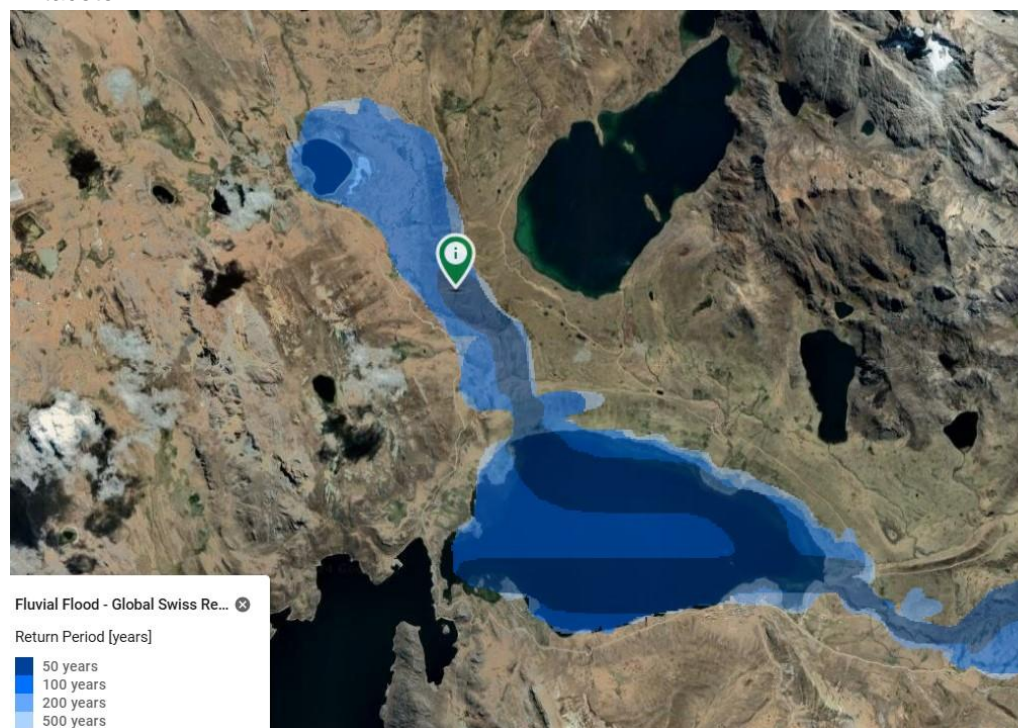 Fluvial Flood - Global Swiss Re...
Return Period [years]
50 years
100 years
200 years
500 years